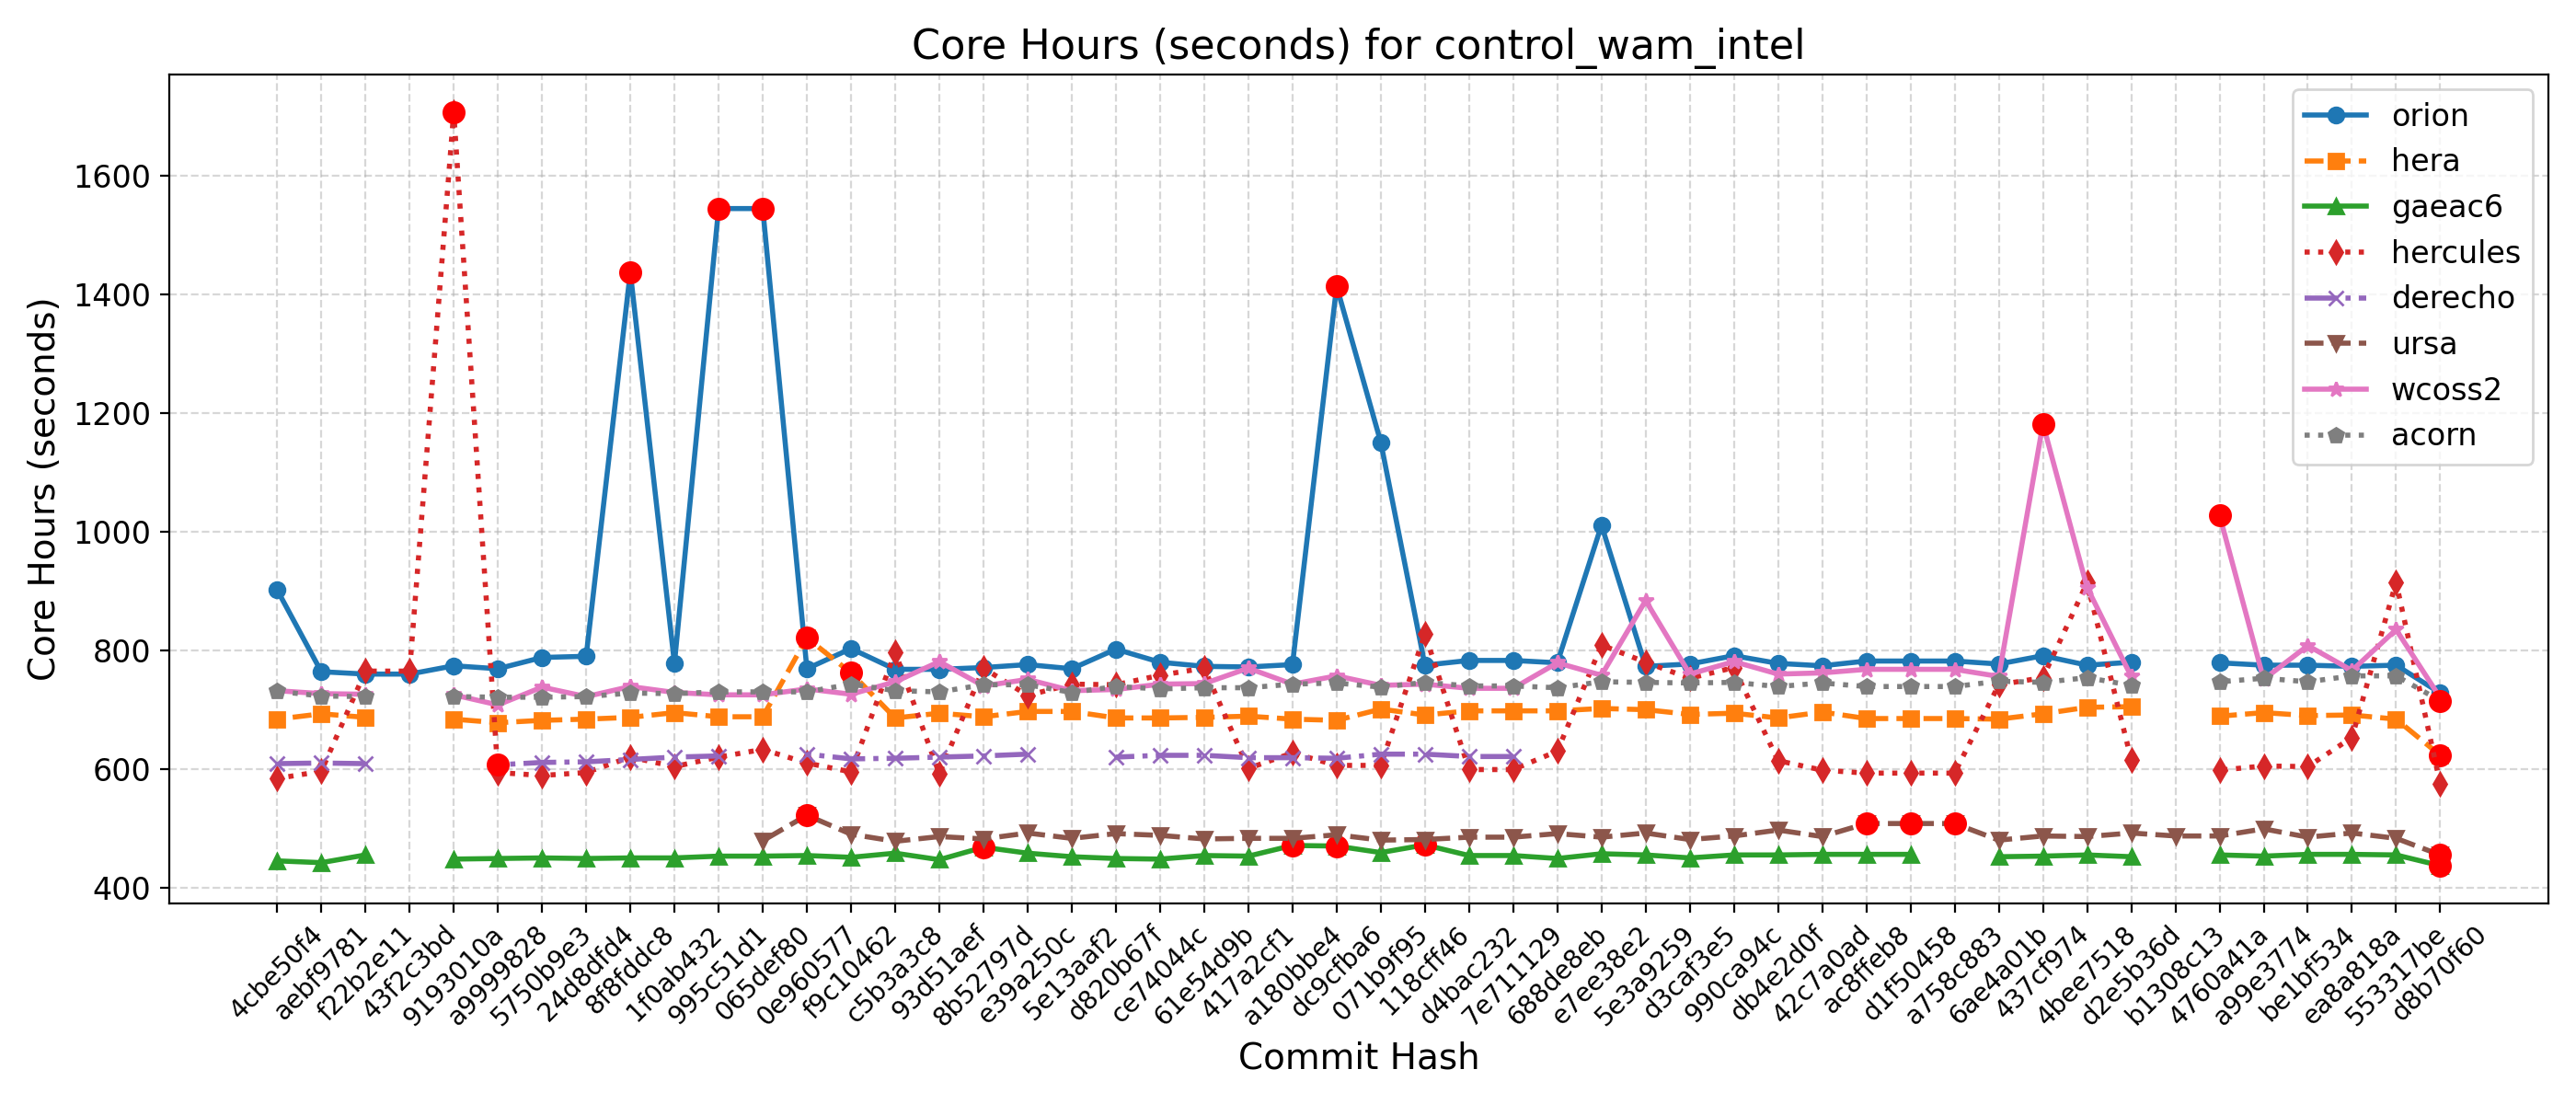 Core Hours (seconds) for control_wam_intel
Core Hours (seconds)
1600
1400
1200
1000
800
600
400
orion
hera
gaeac6
hercules
derecho
ursa
wcoss2
acorn
4cbe50f4
aebf9781
f22b2e11
43f2c3bd
9193010a
a9999828
5750b9e3
24d8dfd4
8f8fddc8
1f0ab432
995c51d1
065def80
0e960577
f9c10462
c5b3a3c8
93d51aef
8b52797d
e39a250c
5e13aaf2
d820b67f
ce74044c
61e54d9b
417a2cf1
a180bbe4
dc9cfba6
071b9f95
118cff46
d4bac232
7e711129
688de8eb
e7ee38e2
5e3a9259
d3caf3e5
990ca94c
db4e2d0f
42c7a0ad
ac8ffeb8
d1f50458
a758c883
6ae4a01b
437cf974
4bee7518
d2e5b36d
b1308c13
4760a41a
a99e3774
be1bf534
ea8a818a
553317be
d8b70f60
Commit Hash